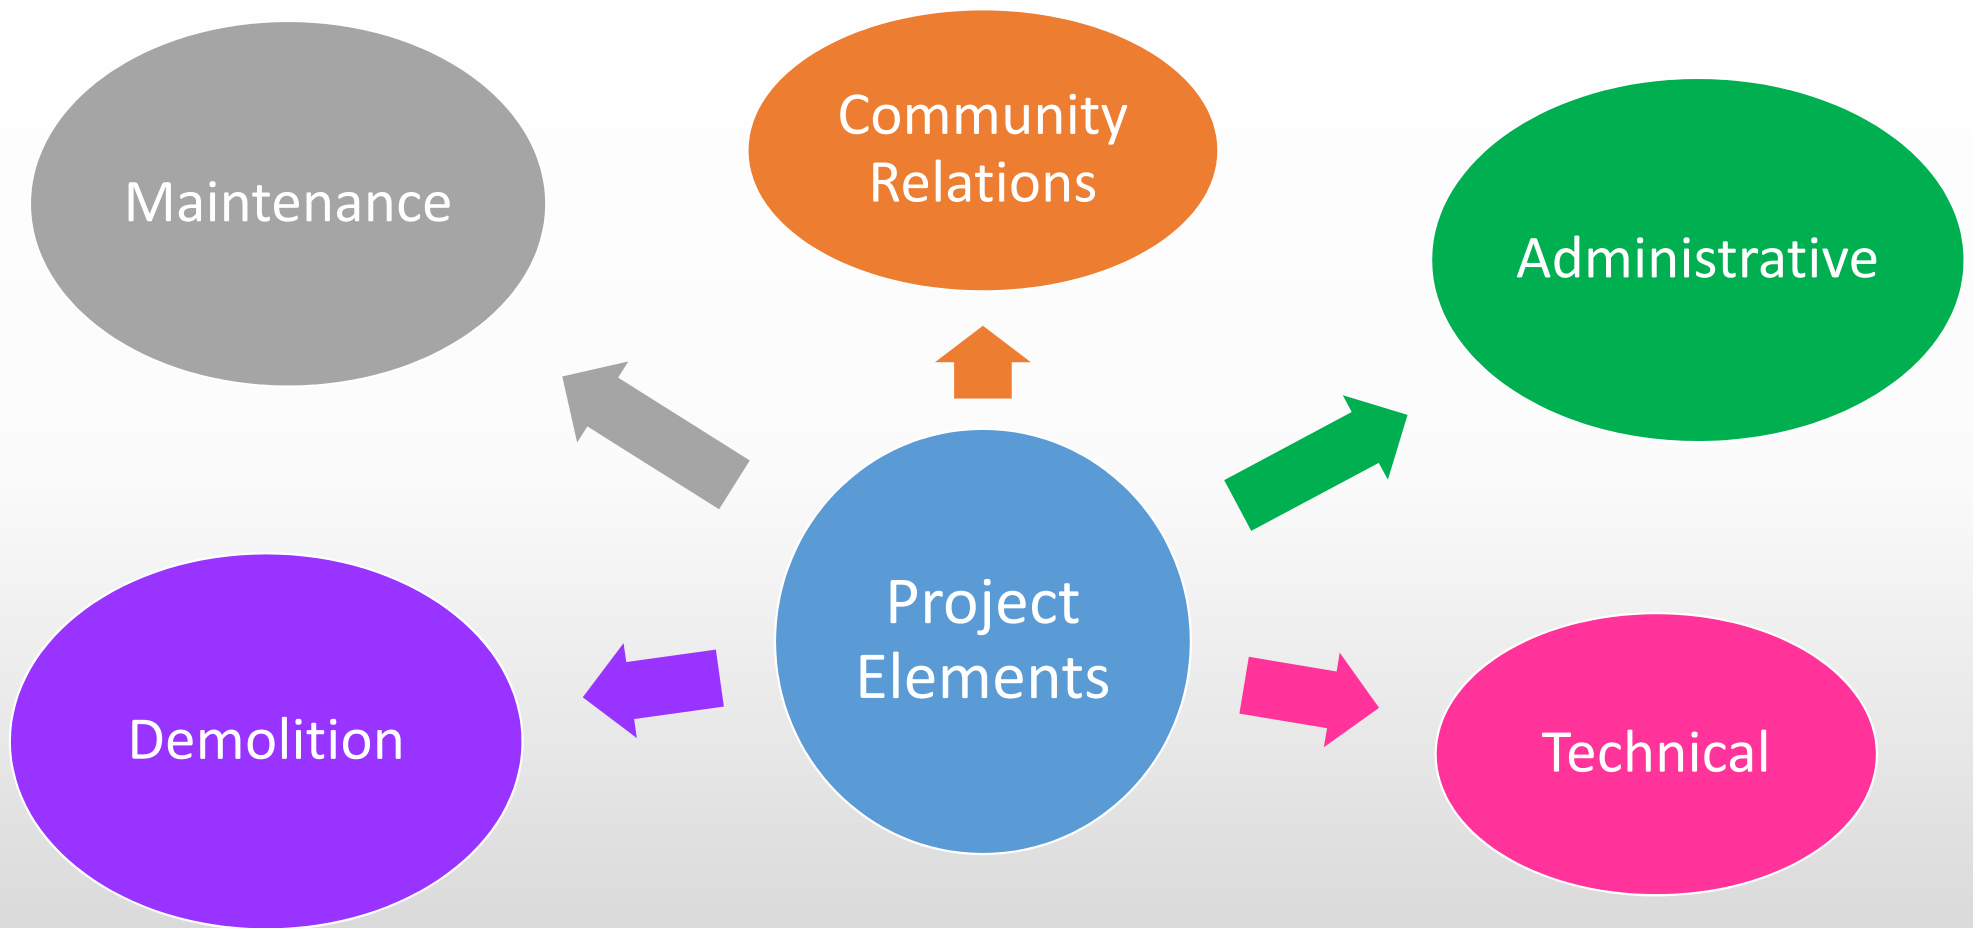 Community
Relations
Maintenance
Administrative
Project
Elements
Demolition
Technical